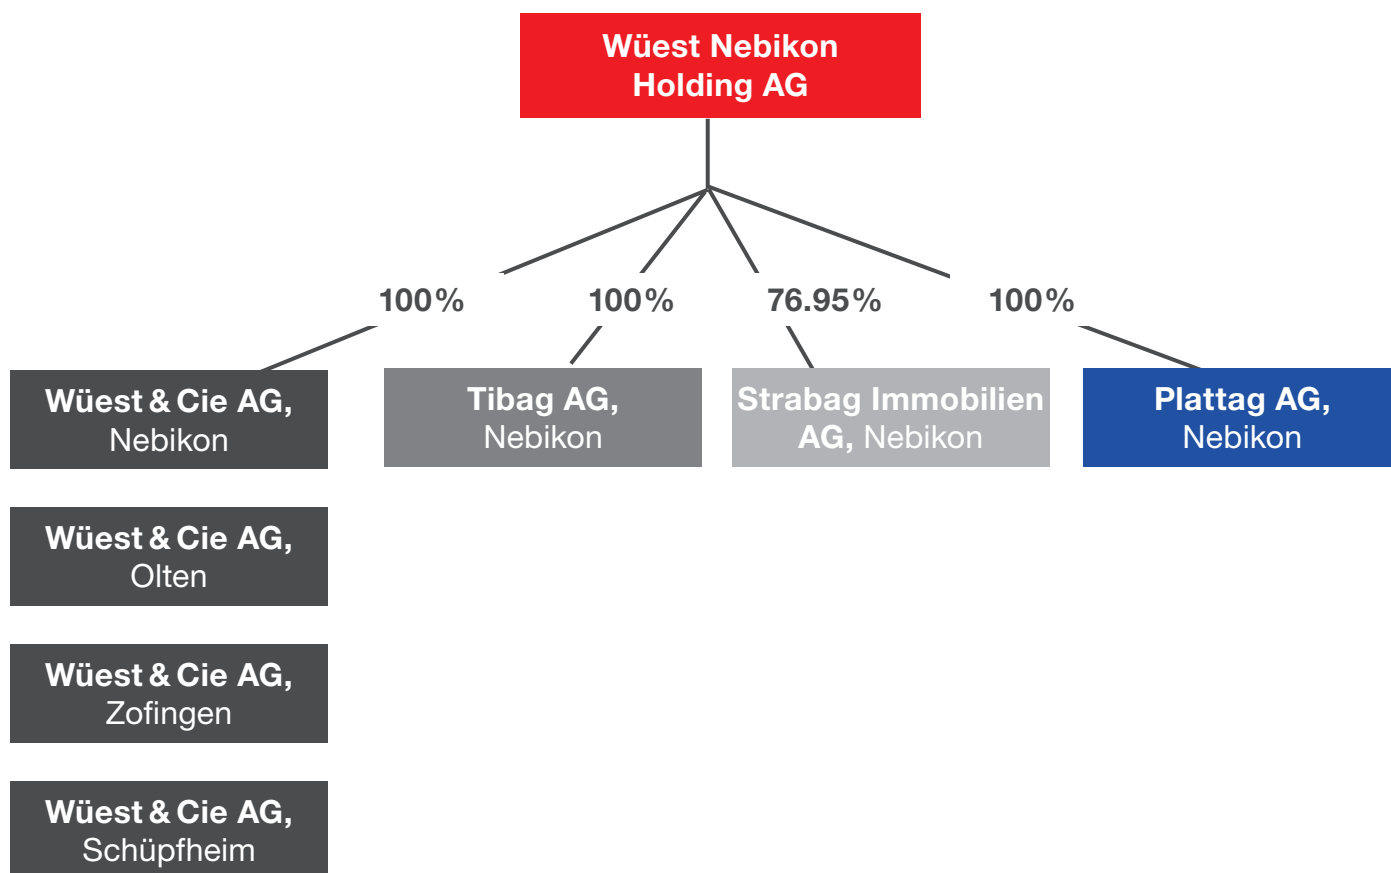 Wüest Nebikon
Holding AG
100%
100%
76.95%
100%
Wüest & Cie AG,
Nebikon
Tibag AG,
Nebikon
Strabag Immobilien
AG, Nebikon
Plattag AG,
Nebikon
Wüest & Cie AG,
Olten
Wüest & Cie AG,
Zofingen
Wüest & Cie AG,
Schüpfheim